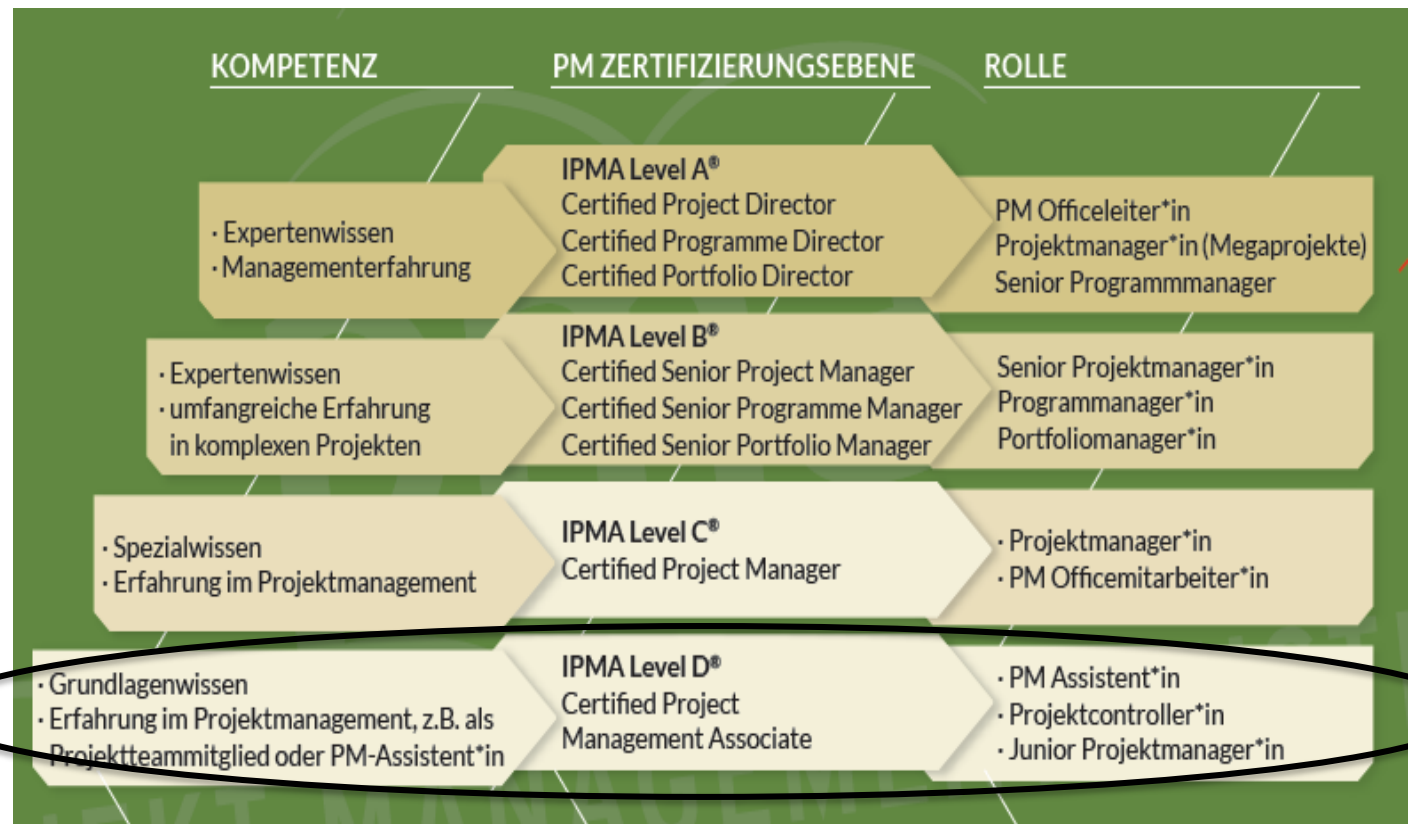 KOMPETENZ
PM ZERTIFIZIERUNGSEBENE
ROLLE
· Expertenwissen
· Managementerfahrung
IPMA Level A®
Certified Project Director
Certified Programme Director
Certified Portfolio Director
PM Officeleiter*in
Projektmanager*in (Megaprojekte)
Senior Programmmanager
· Expertenwissen
· umfangreiche Erfahrung
in komplexen Projekten
IPMA Level B®
Certified Senior Project Manager
Certified Senior Programme Manager
Certified Senior Portfolio Manager
Senior Projektmanager*in
Programmanager*in
Portfoliomanager*in
· Spezialwissen
· Erfahrung im Projektmanagement
IPMA Level C®
Certified Project Manager
· Projektmanager*in
· PM Officemitarbeiter*in
· Grundlagenwissen
· Erfahrung im Projektmanagement, z.B. als
Projektteammitglied oder PM-Assistent*in
IPMA Level D®
Certified Project
Management Associate
· PM Assistent*in
· Projektcontroller*in
· Junior Projektmanager*in